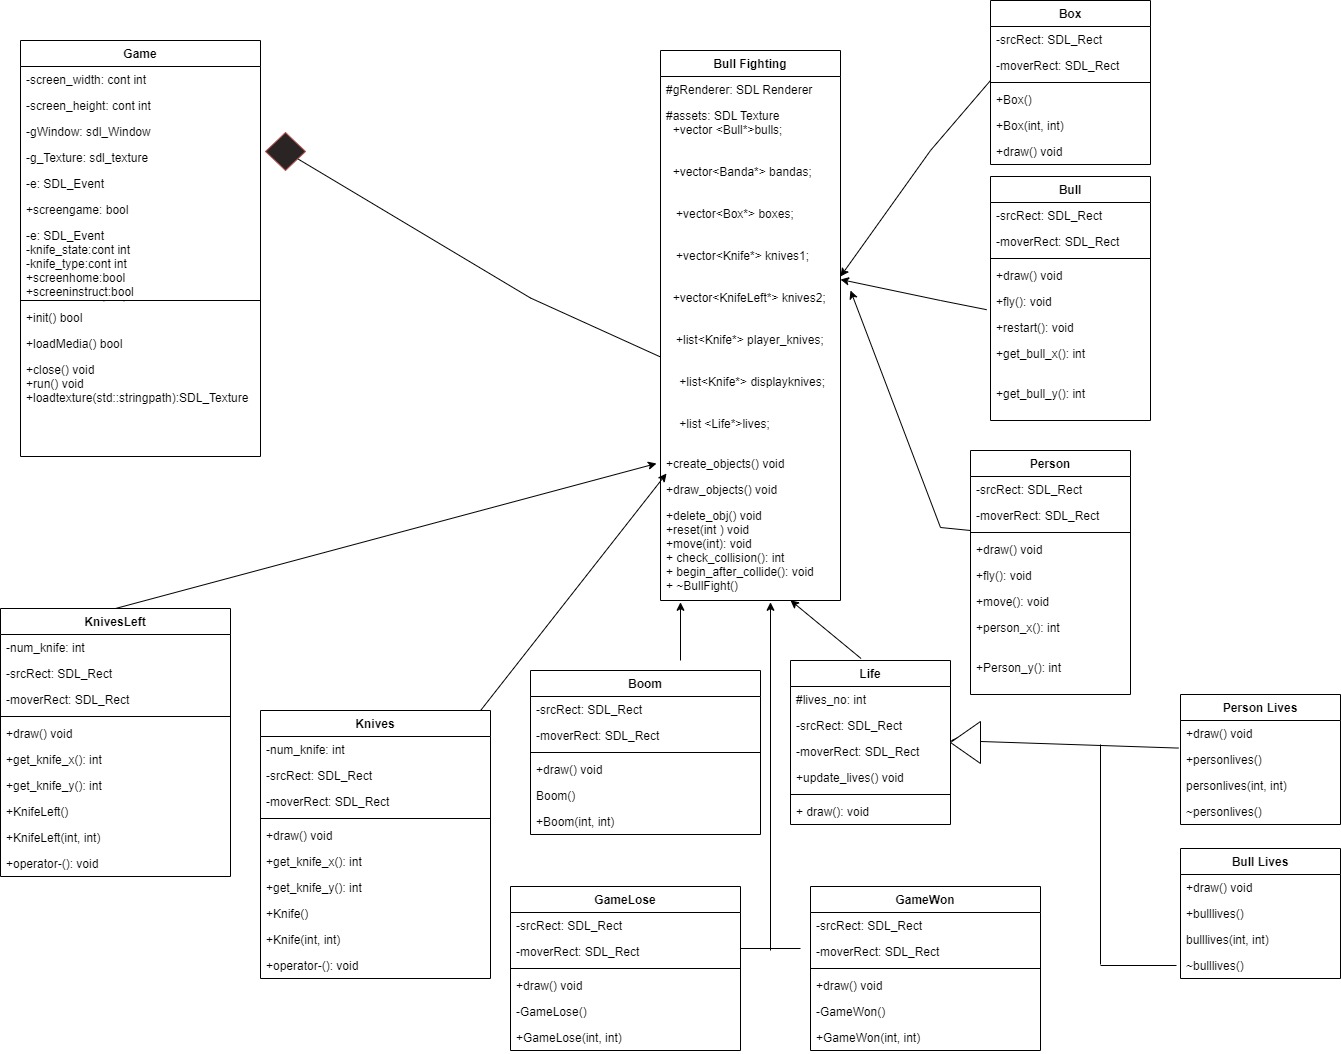 Game
-screen_width: cont int
-screen_height: cont int
-gWindow: sdl_Window
-g_Texture: sdl_texture
-e: SDL_Event
+screengame: bool
-e: SDL_Event
-knife_state:cont int
-knife_type:cont int
+screenhome:bool
+screeninstruct:bool
+init() bool
+loadMedia() bool
+close() void
+run() void
+loadtexture(std::stringpath):SDL_Texture
Bull Fighting
#gRenderer: SDL Renderer
#assets: SDL Texture
+vector <Bull*>bulls;
+vector<Banda*> bandas;
+vector<Box*> boxes;
+vector<Knife*> knives1;
+vector<KnifeLeft*> knives2;
+list<Knife*> player_knives;
+list<Knife*> displayknives;
+list <Life*>lives;
+create_objects() void
+draw_objects() void
+delete_obj() void
+reset(int ) void
+move(int): void
+ check_collision(): int
+ begin_after_collide(): void
+ ~BullFight()
Box
-srcRect: SDL_Rect
-moverRect: SDL_Rect
+Box()
+Box(int, int)
+draw() void
Bull
-srcRect: SDL_Rect
-moverRect: SDL_Rect
+draw() void
+fly(): void
+restart(): void
+get_bull_x(): int
+get_bull_y(): int
Person
-srcRect: SDL_Rect
-moverRect: SDL_Rect
+draw() void
+fly(): void
+move(): void
+person_x(): int
+Person_y(): int
KnivesLeft
-num_knife: int
-srcRect: SDL_Rect
-moverRect: SDL_Rect
+draw() void
+get_knife_x(): int
+get_knife_y(): int
+KnifeLeft()
+KnifeLeft(int, int)
+operator-(): void
Knives
-num_knife: int
-srcRect: SDL_Rect
-moverRect: SDL_Rect
+draw() void
+get_knife_x(): int
+get_knife_y(): int
+Knife()
+Knife(int, int)
+operator-(): void
Boom
-srcRect: SDL_Rect
-moverRect: SDL_Rect
+draw() void
Boom()
+Boom(int, int)
Life
#lives_no: int
-srcRect: SDL_Rect
-moverRect: SDL_Rect
+update_lives() void
+ draw(): void
Person Lives
+draw() void
+personlives()
personlives(int, int)
~personlives()
Bull Lives
+draw() void
+bulllives()
bulllives(int, int)
~bulllives()
GameLose
-srcRect: SDL_Rect
-moverRect: SDL_Rect
+draw() void
-GameLose()
+GameLose(int, int)
GameWon
-srcRect: SDL_Rect
-moverRect: SDL_Rect
+draw() void
-GameWon()
+GameWon(int, int)